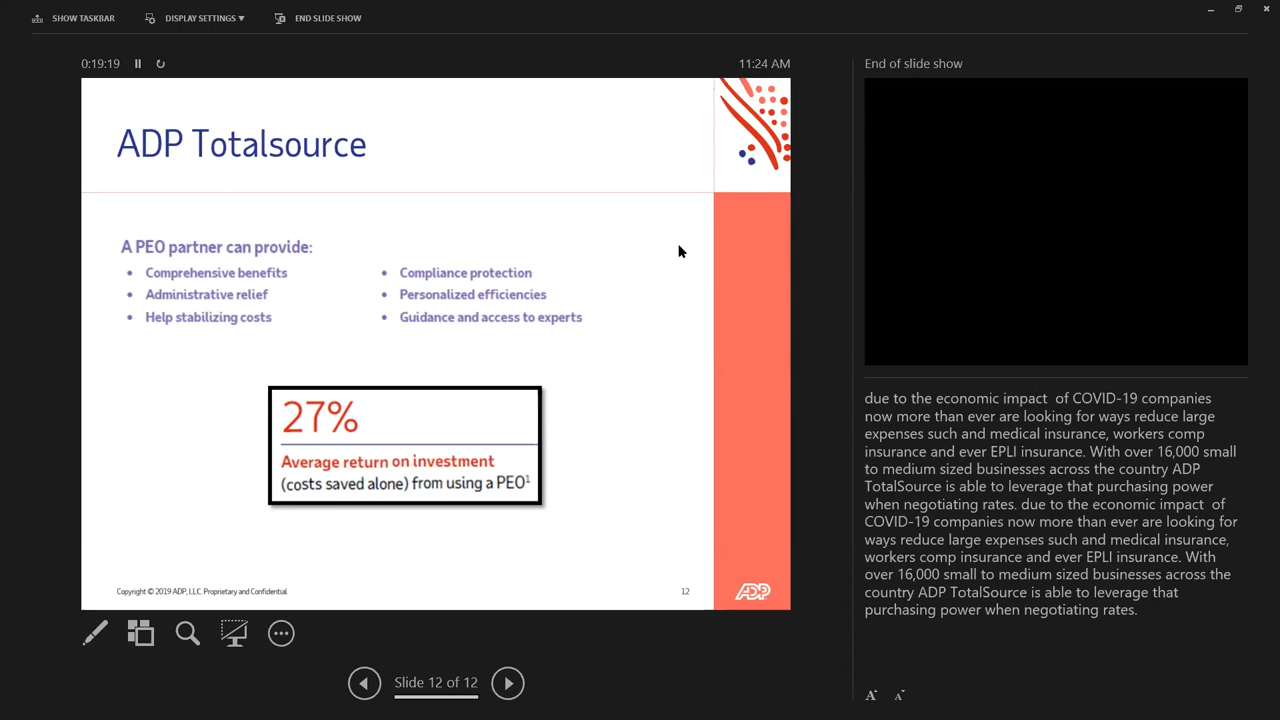 SHOW TASKBAR
DISPLAY SETTINGS ▼
END SLIDE SHOW
0:19:19
11:24 AM
ADP Totalsource
A PEO partner can provide:
• Comprehensive benefits
• Administrative relief
• Help stabilizing costs
• Compliance protection
• Personalized efficiencies
• Guidance and access to experts
27%
Average return on investment
(costs saved alone) from using a PEO¹
Copyright © 2019 ADP, LLC. Proprietary and Confidential.
12
ADP
Slide 12 of 12
End of slide show
due to the economic impact  of COVID-19 companies
now more than ever are looking for ways reduce large
expenses such and medical insurance, workers comp
insurance and ever EPLI insurance. With over 16,000 small
to medium sized businesses across the country ADP
TotalSource is able to leverage that purchasing power
when negotiating rates. due to the economic impact  of
COVID-19 companies now more than ever are looking for
ways reduce large expenses such and medical insurance,
workers comp insurance and ever EPLI insurance. With
over 16,000 small to medium sized businesses across the
country ADP TotalSource is able to leverage that
purchasing power when negotiating rates.
A A